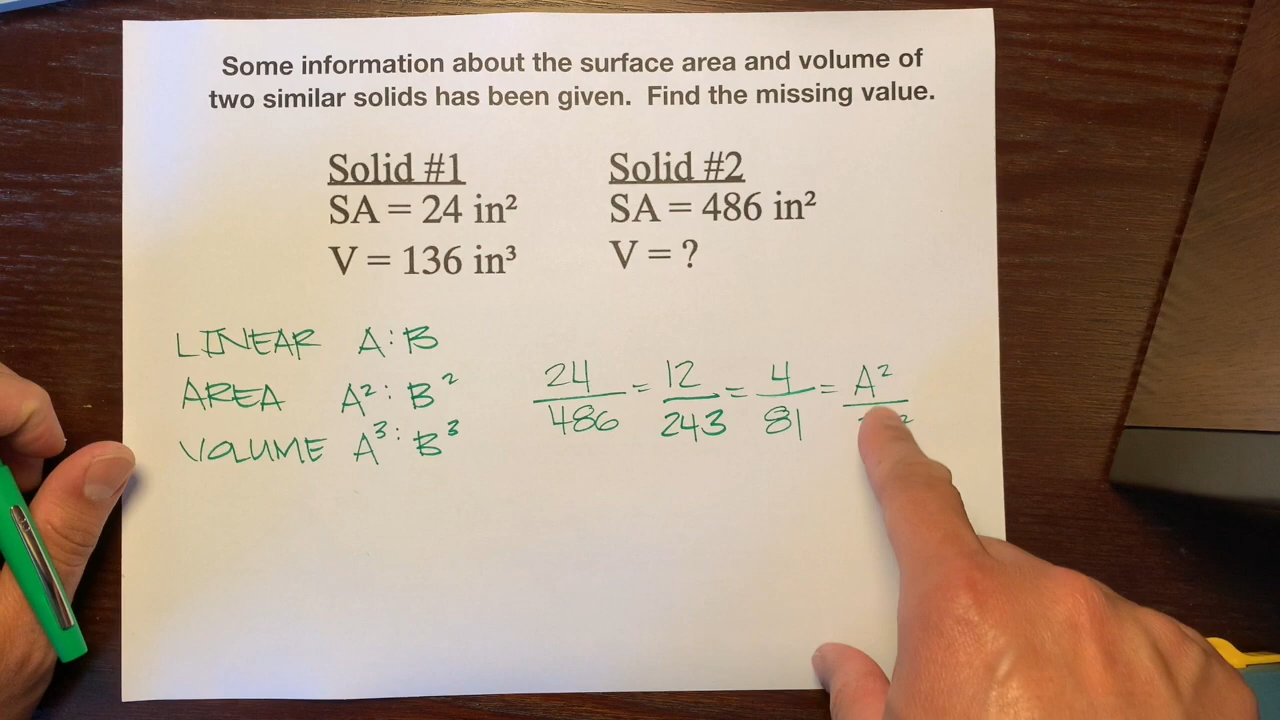 Some information about the surface area and volume of
two similar solids has been given. Find the missing value.
Solid #1
SA = 24 in²
V = 136 in³
Solid #2
SA = 486 in²
V = ?
LINEAR A:B
AREA A²:B²
VOLUME A³:B³
24/486 = 12/243 = 4/81 = A²/